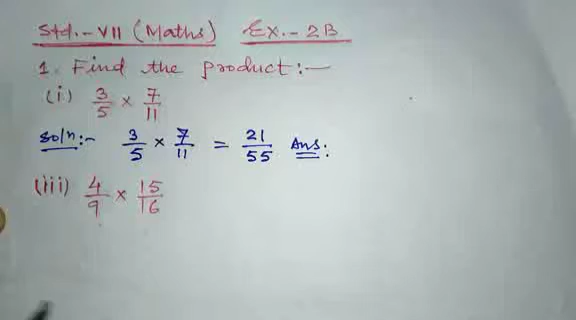 Std.-VII (Maths) Ex.-2B
1. Find the product:-
(i) 3/5 × 7/11
Soln:- 3/5 × 7/11 = 21/55 Ans:
(iii) 4/9 × 15/16